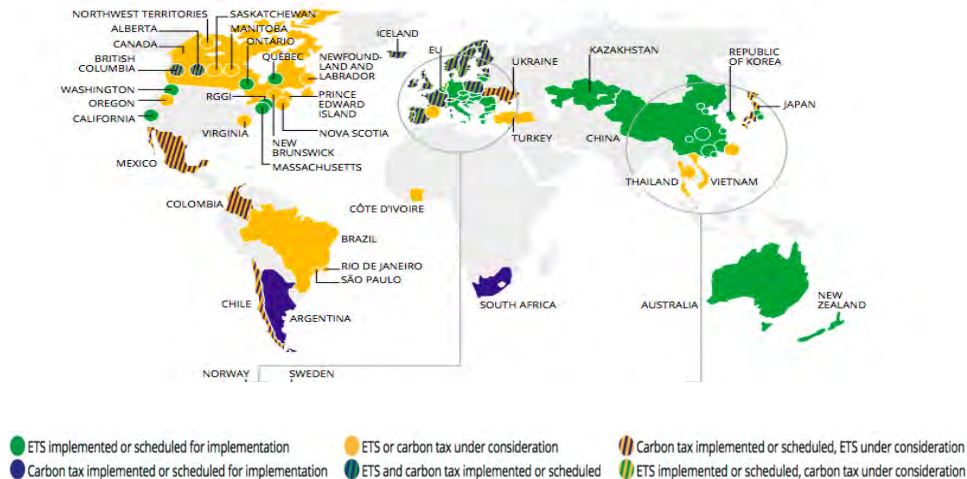 NORTHWEST TERRITORIES
SASKATCHEWAN
ALBERTA
MANITOBA
CANADA
ONTARIO
ICELAND
BRITISH
COLUMBIA
QUÉBEC
NEWFOUND-
LAND AND
LABRADOR
EU
UKRAINE
KAZAKHSTAN
REPUBLIC
OF KOREA
WASHINGTON
OREGON
RGGI
PRINCE
EDWARD
ISLAND
JAPAN
CALIFORNIA
VIRGINIA
NOVA SCOTIA
NEW
BRUNSWICK
MASSACHUSETTS
TURKEY
CHINA
MEXICO
THAILAND
VIETNAM
COLOMBIA
CÔTE D'IVOIRE
BRAZIL
RIO DE JANEIRO
SÃO PAULO
CHILE
ARGENTINA
SOUTH AFRICA
AUSTRALIA
NEW
ZEALAND
NORWAY
SWEDEN
ETS implemented or scheduled for implementation
ETS or carbon tax under consideration
Carbon tax implemented or scheduled, ETS under consideration
Carbon tax implemented or scheduled for implementation
ETS and carbon tax implemented or scheduled
ETS implemented or scheduled, carbon tax under consideration